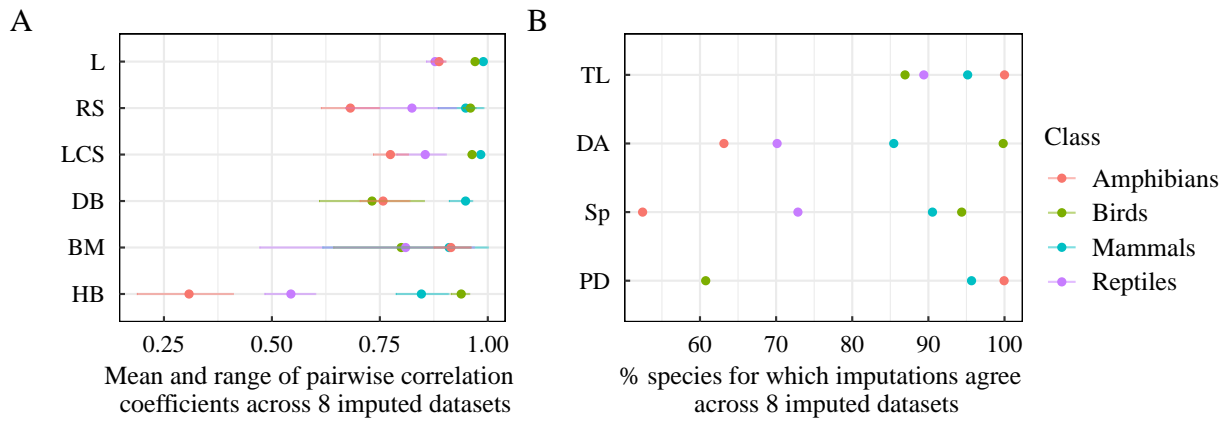 A
L
RS
LCS
DB
BM
HB
0.25 0.50 0.75 1.00
Mean and range of pairwise correlation
coefficients across 8 imputed datasets
B
TL
DA
Sp
PD
60 70 80 90 100
% species for which imputations agree
across 8 imputed datasets
Class
Amphibians
Birds
Mammals
Reptiles